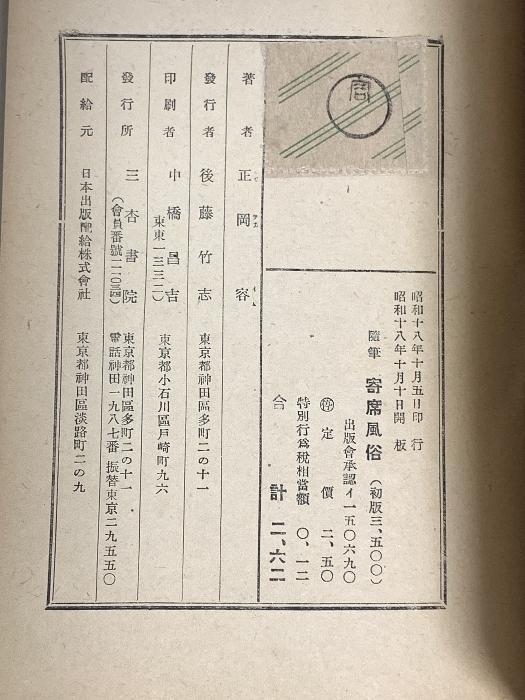 昭和十八年十月五日印行
昭和十八年十月十日開板
隨筆 寄席風俗 (初版三、五〇〇)
出版會承認イ一五〇六九〇
停 定價 二、五〇
特別行爲税相當額 〇、一二
合計 二、六二
容
著者 正岡容
發行者 後藤竹志 東京都神田區多町二の十一
印刷者 中橋昌吉 東京都小石川區戸崎町九六
(東東一三三二)
發行所 三杏書院 東京都神田區多町二の十一
(會員番號一一〇三四) 電話神田一九八七番 振替東京二九五五〇
配給元 日本出版配給株式會社 東京都神田區淡路町二の九